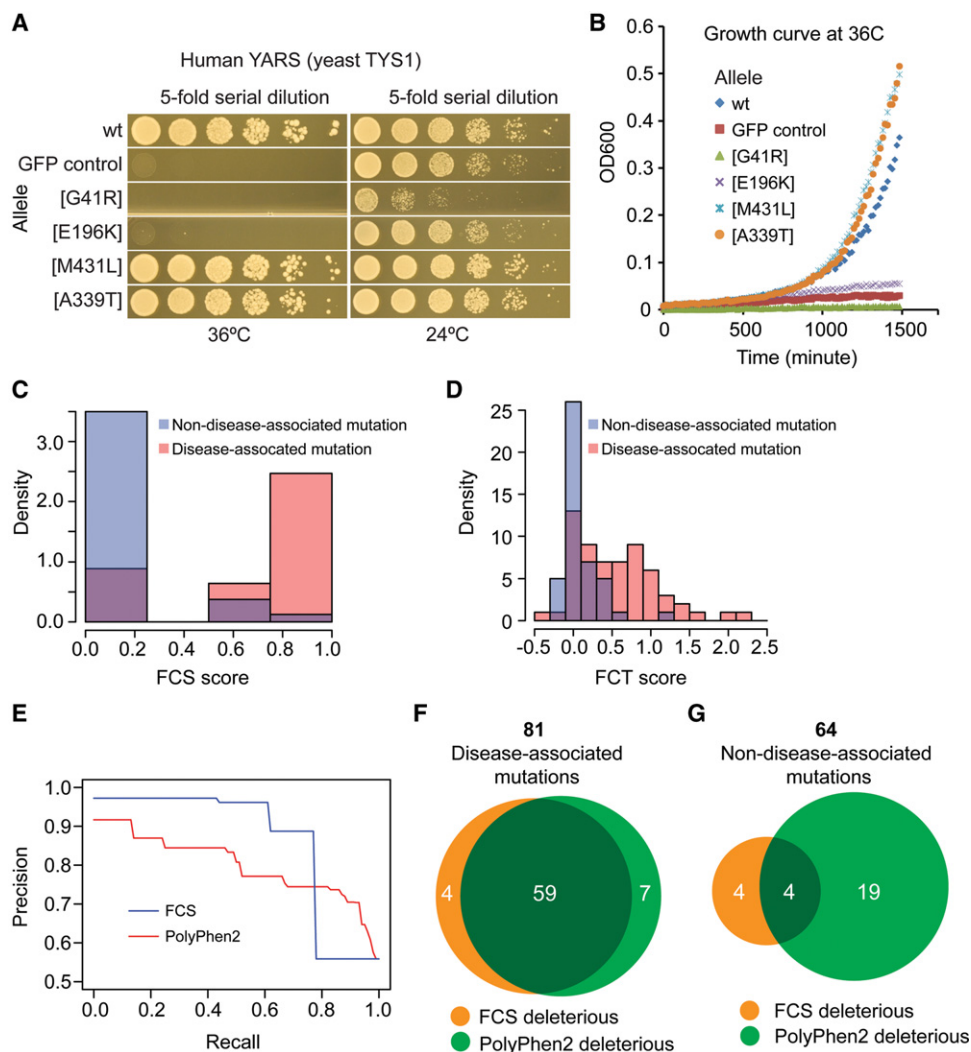 A
Human YARS (yeast TYS1)
5-fold serial dilution
5-fold serial dilution
Allele
wt
GFP control
[G41R]
[E196K]
[M431L]
[A339T]
36ºC
24ºC
B
Growth curve at 36C
OD600
0.6
0.5
0.4
0.3
0.2
0.1
0
Allele
wt
GFP control
[G41R]
[E196K]
[M431L]
[A339T]
0
500
1000
1500
Time (minute)
C
Density
3.0
2.0
1.0
0.0
Non-disease-associated mutation
Disease-assocated mutation
0.0 0.2 0.4 0.6 0.8 1.0
FCS score
D
Density
25
20
15
10
5
0
Non-disease-associated mutation
Disease-assocated mutation
-0.5 0.0 0.5 1.0 1.5 2.0 2.5
FCT score
E
Precision
1.0
0.9
0.8
0.7
0.6
0.5
FCS
PolyPhen2
0.0 0.2 0.4 0.6 0.8 1.0
Recall
F
81
Disease-associated
mutations
4
59
7
FCS deleterious
PolyPhen2 deleterious
G
64
Non-disease-associated
mutations
4
4
19
FCS deleterious
PolyPhen2 deleterious